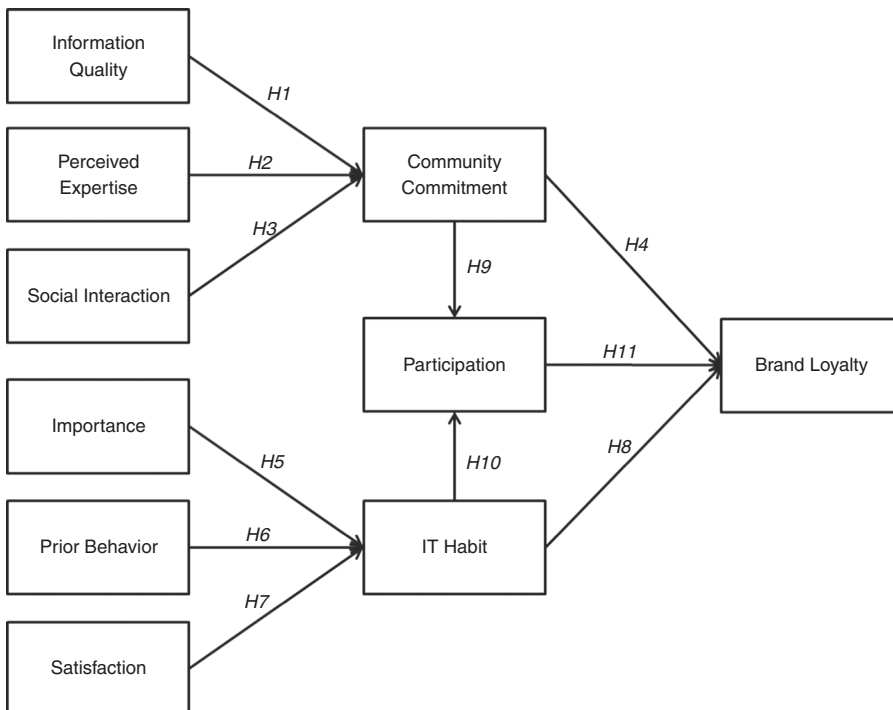 Information
Quality
H1
Perceived
Expertise
H2
Community
Commitment
H3
Social Interaction
H4
H9
Participation
H11
Brand Loyalty
Importance
H5
H10
H8
Prior Behavior
H6
IT Habit
H7
Satisfaction